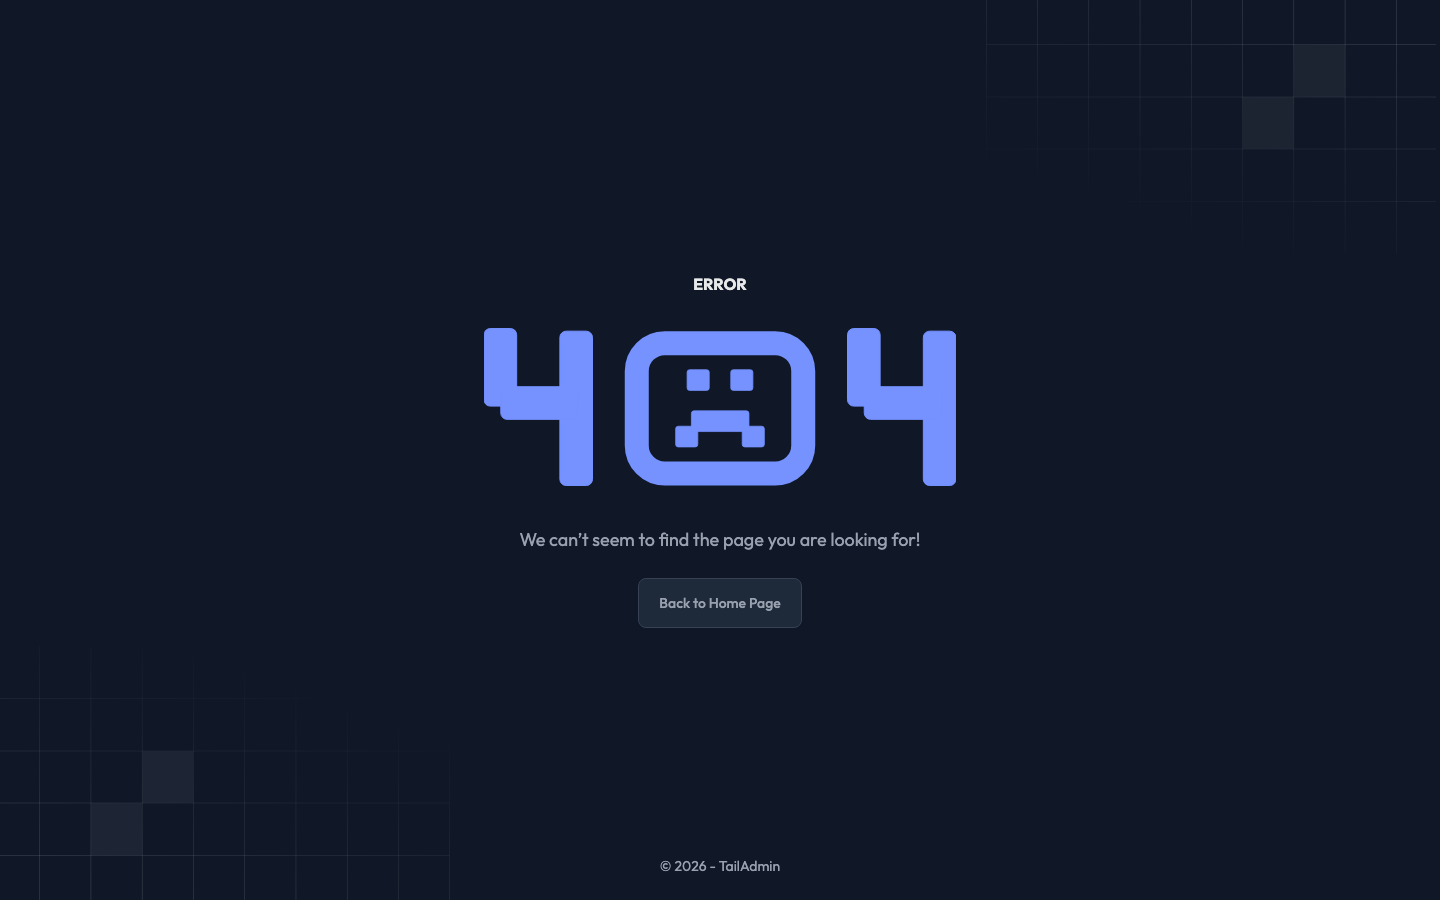 ERROR
404
We can’t seem to find the page you are looking for!
Back to Home Page
© 2026 - TailAdmin